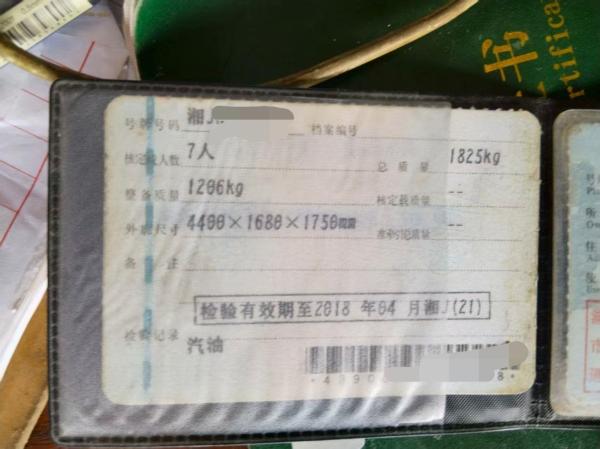 书
ertifica
号牌号码 湘J 档案编号
核定载人数 7人 总质量 1825kg
整备质量 1206kg 核定载质量 --
外廓尺寸 4400×1680×1750mm 准牵引总质量 --
备注
检验有效期至2018 年04 月湘J(21)
检验记录
汽油